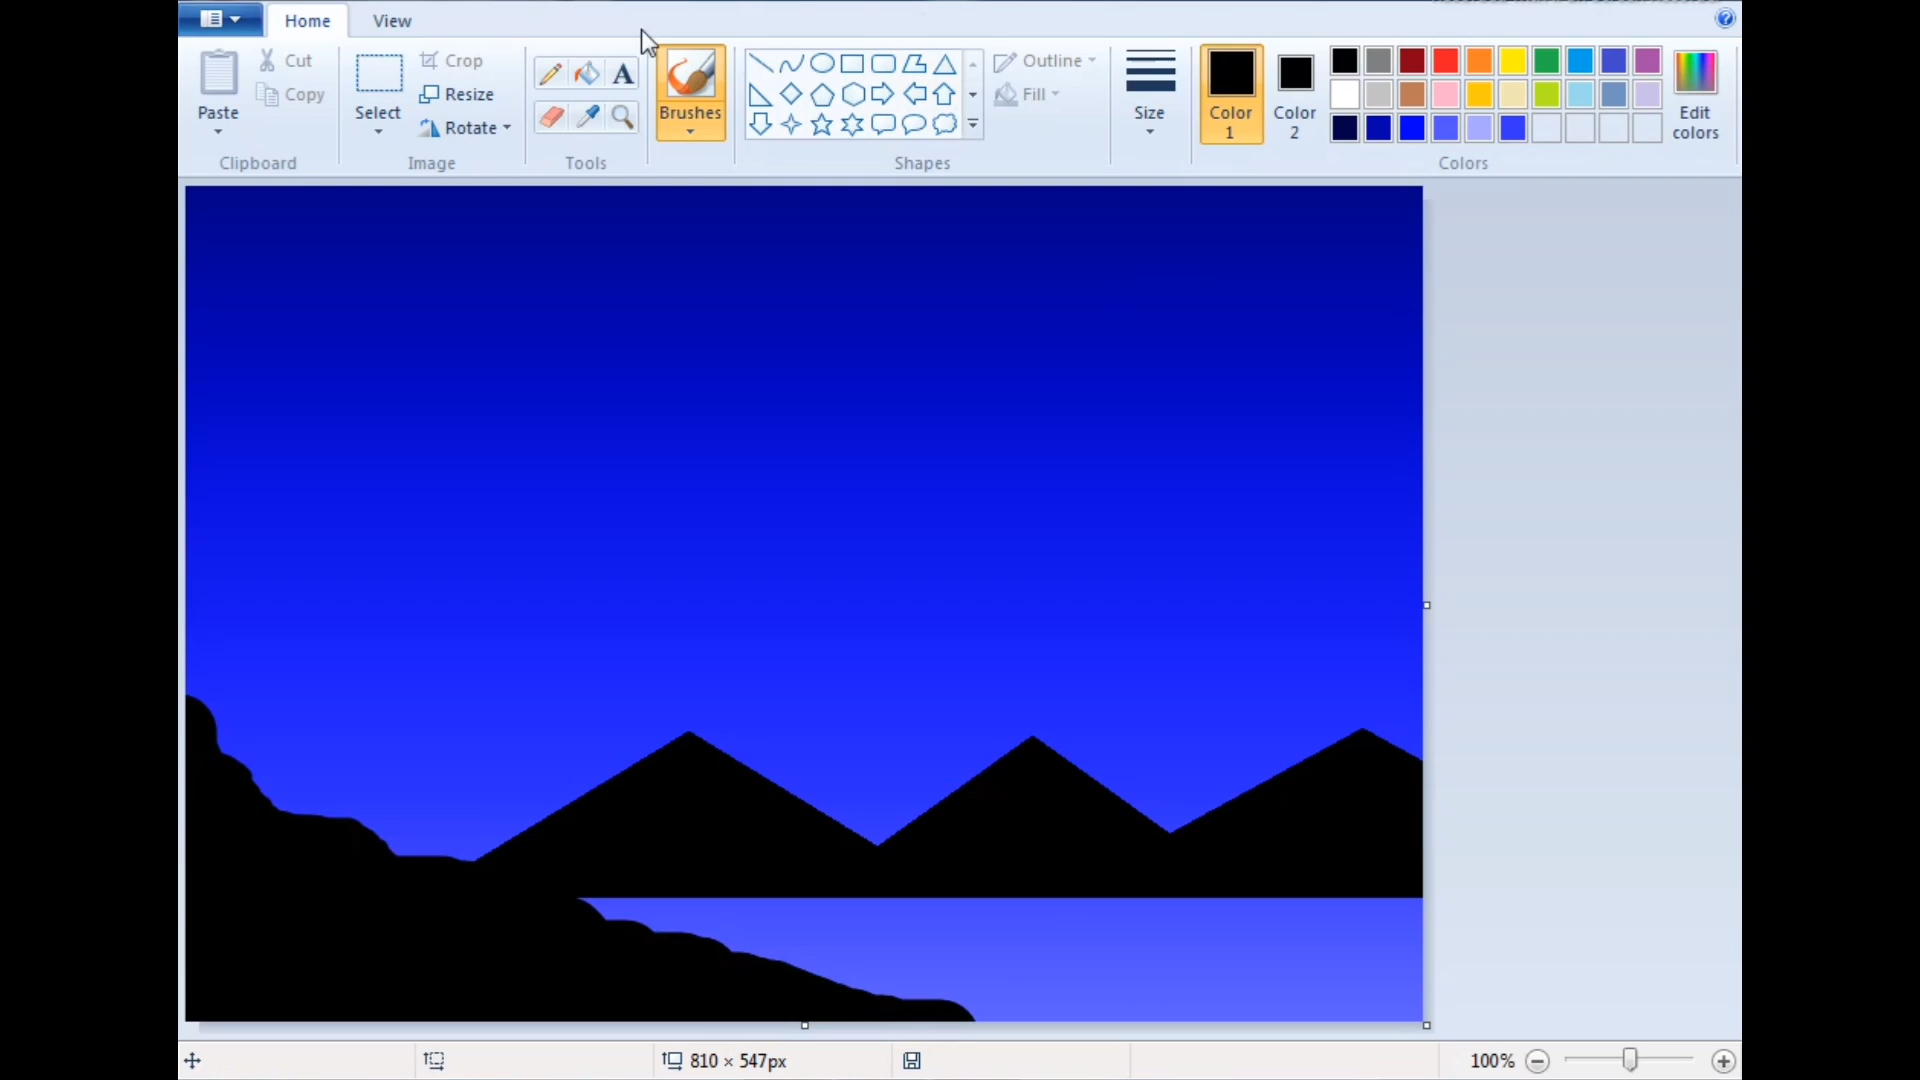 Home View
Paste Cut Copy Clipboard
Select Crop Resize Rotate Image
A Tools
Brushes
Shapes Outline Fill
Size
Color 1
Color 2
Edit colors
Colors
810 × 547px
100%